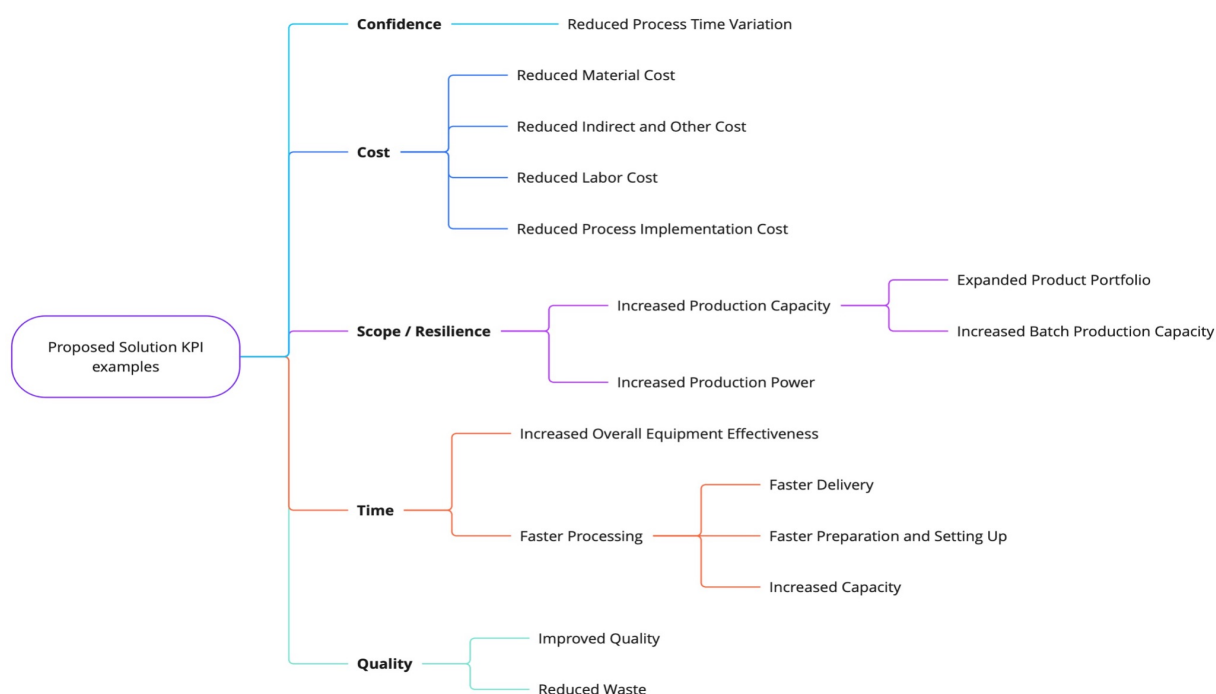 Confidence
Reduced Process Time Variation
Reduced Material Cost
Reduced Indirect and Other Cost
Cost
Reduced Labor Cost
Reduced Process Implementation Cost
Expanded Product Portfolio
Increased Production Capacity
Scope / Resilience
Increased Batch Production Capacity
Proposed Solution KPI
examples
Increased Production Power
Increased Overall Equipment Effectiveness
Faster Delivery
Time
Faster Processing
Faster Preparation and Setting Up
Increased Capacity
Improved Quality
Quality
Reduced Waste